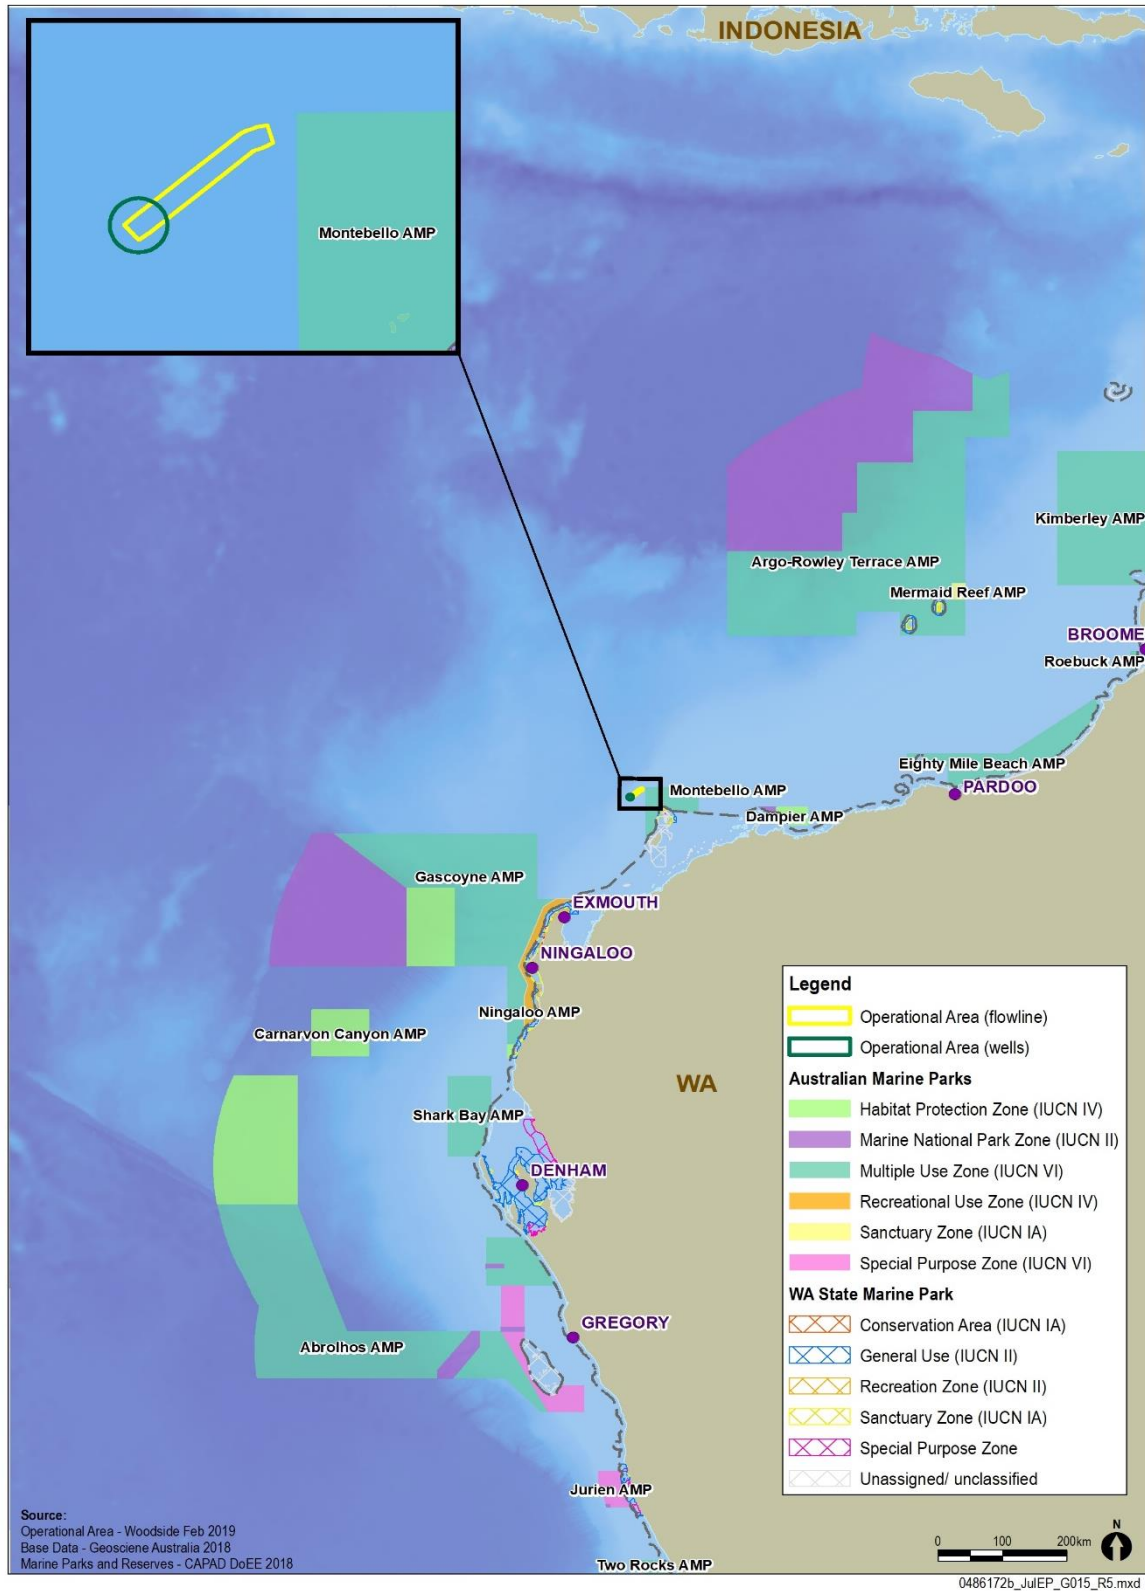 INDONESIA
Montebello AMP
Kimberley AMP
Argo-Rowley Terrace AMP
Mermaid Reef AMP
BROOME
Roebuck AMP
Eighty Mile Beach AMP
PARDOO
Montebello AMP
Dampier AMP
Gascoyne AMP
EXMOUTH
NINGALOO
Ningaloo AMP
Carnarvon Canyon AMP
WA
Shark Bay AMP
DENHAM
GREGORY
Abrolhos AMP
Jurien AMP
Two Rocks AMP
Legend
Operational Area (flowline)
Operational Area (wells)
Australian Marine Parks
Habitat Protection Zone (IUCN IV)
Marine National Park Zone (IUCN II)
Multiple Use Zone (IUCN VI)
Recreational Use Zone (IUCN IV)
Sanctuary Zone (IUCN IA)
Special Purpose Zone (IUCN VI)
WA State Marine Park
Conservation Area (IUCN IA)
General Use (IUCN II)
Recreation Zone (IUCN II)
Sanctuary Zone (IUCN IA)
Special Purpose Zone
Unassigned/ unclassified
Source:
Operational Area - Woodside Feb 2019
Base Data - Geosciene Australia 2018
Marine Parks and Reserves - CAPAD DoEE 2018
N
0 100 200km
0486172b_JulEP_G015_R5.mxd